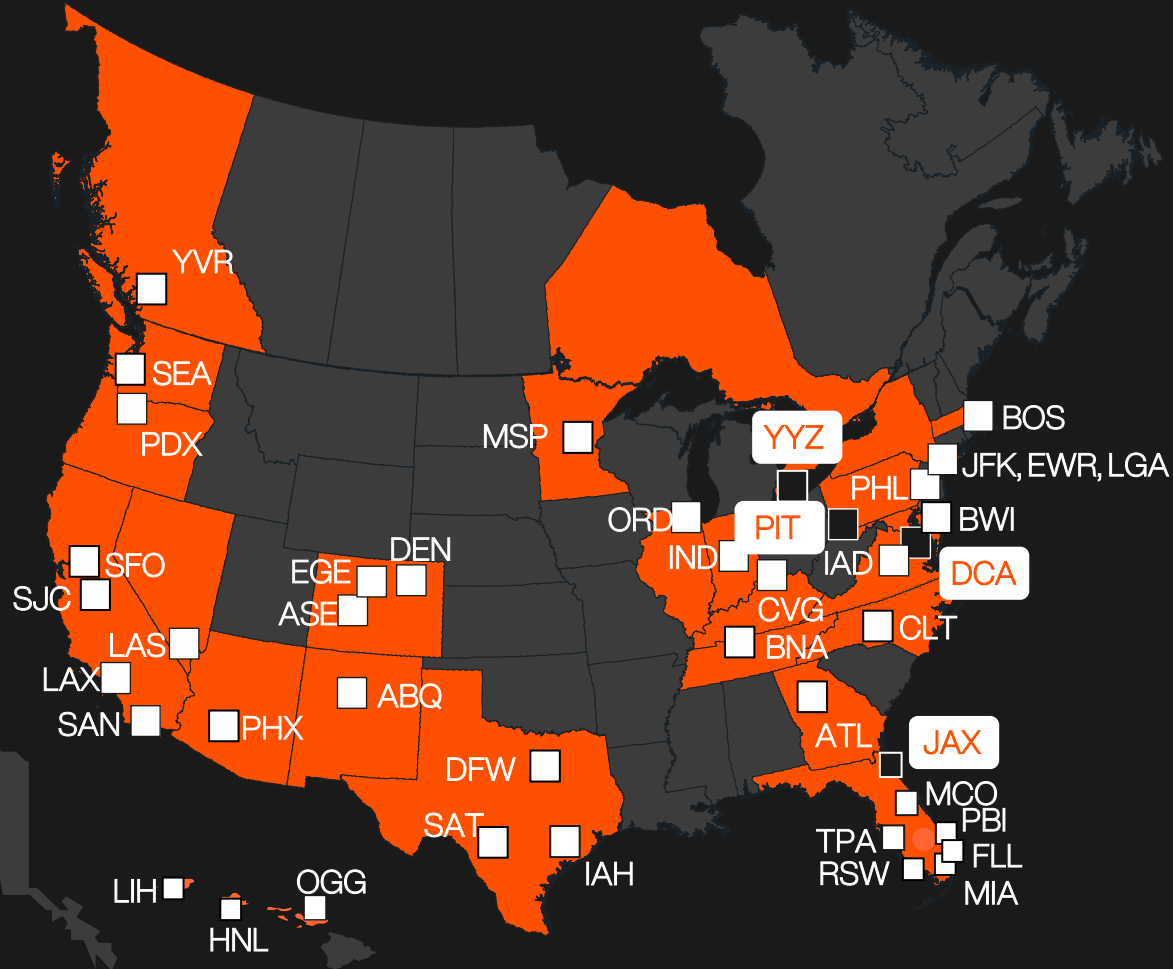 YVR
SEA
PDX
MSP
YYZ
BOS
JFK, EWR, LGA
PHL
ORD
PIT
BWI
IND
IAD
DCA
DEN
EGE
ASE
SFO
SJC
CVG
CLT
BNA
LAS
LAX
SAN
PHX
ABQ
ATL
JAX
DFW
MCO
PBI
SAT
TPA
FLL
RSW
IAH
MIA
LIH
OGG
HNL